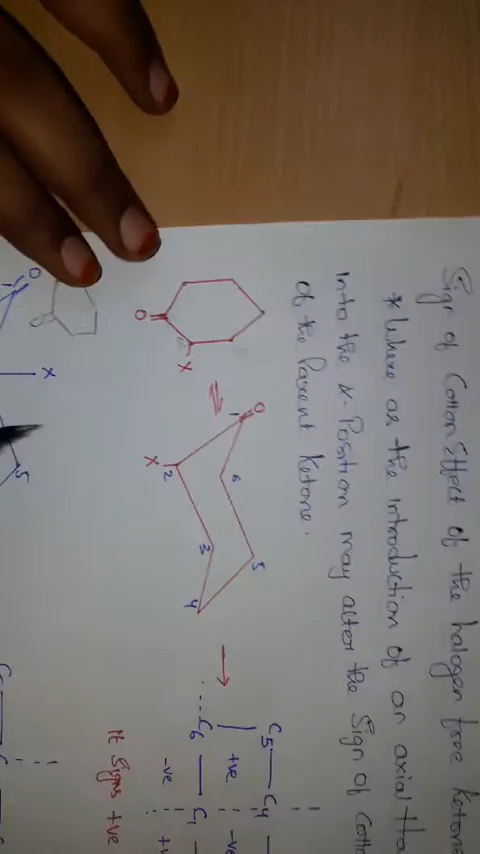 Sign of Cotton Effect of the halogen free Ketone
* Where as the introduction of an axial Ha
into the α-Position may alter the Sign of Cotto
of the Parent Ketone.
O
X
O
1
X
2
6
3
5
4
C5 C4
+ve -ve
C6 C1
-ve +v
It Signs +ve
O
O
X
5